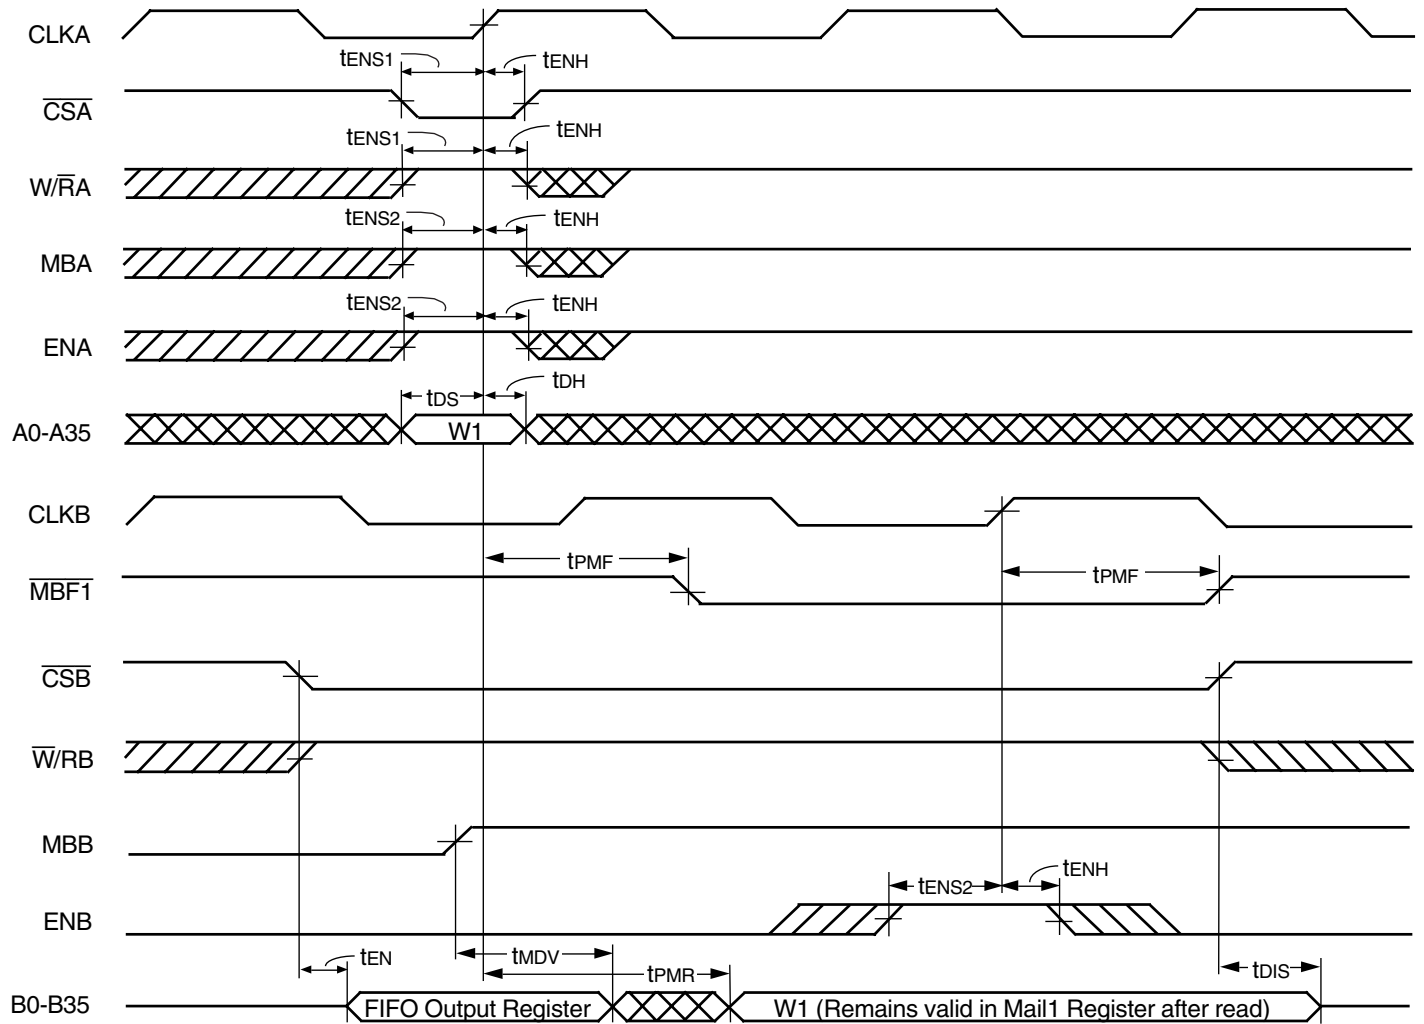 CLKA
tENS1 tENH
CSA
tENS1 tENH
W/RA
tENS2 tENH
MBA
tENS2 tENH
ENA
tDS tDH
A0-A35 W1
CLKB
tPMF tPMF
MBF1
CSB
W/RB
MBB
tENS2 tENH
ENB
tEN tMDV tPMR tDIS
B0-B35 FIFO Output Register W1 (Remains valid in Mail1 Register after read)